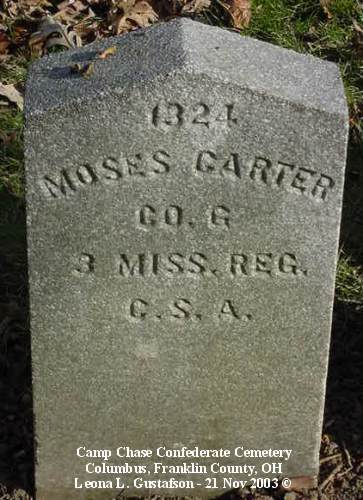 1324
MOSES CARTER
CO. G
3 MISS. REG.
C. S. A.
Camp Chase Confederate Cemetery
Columbus, Franklin County, OH
Leona L. Gustafson - 21 Nov 2003 ©